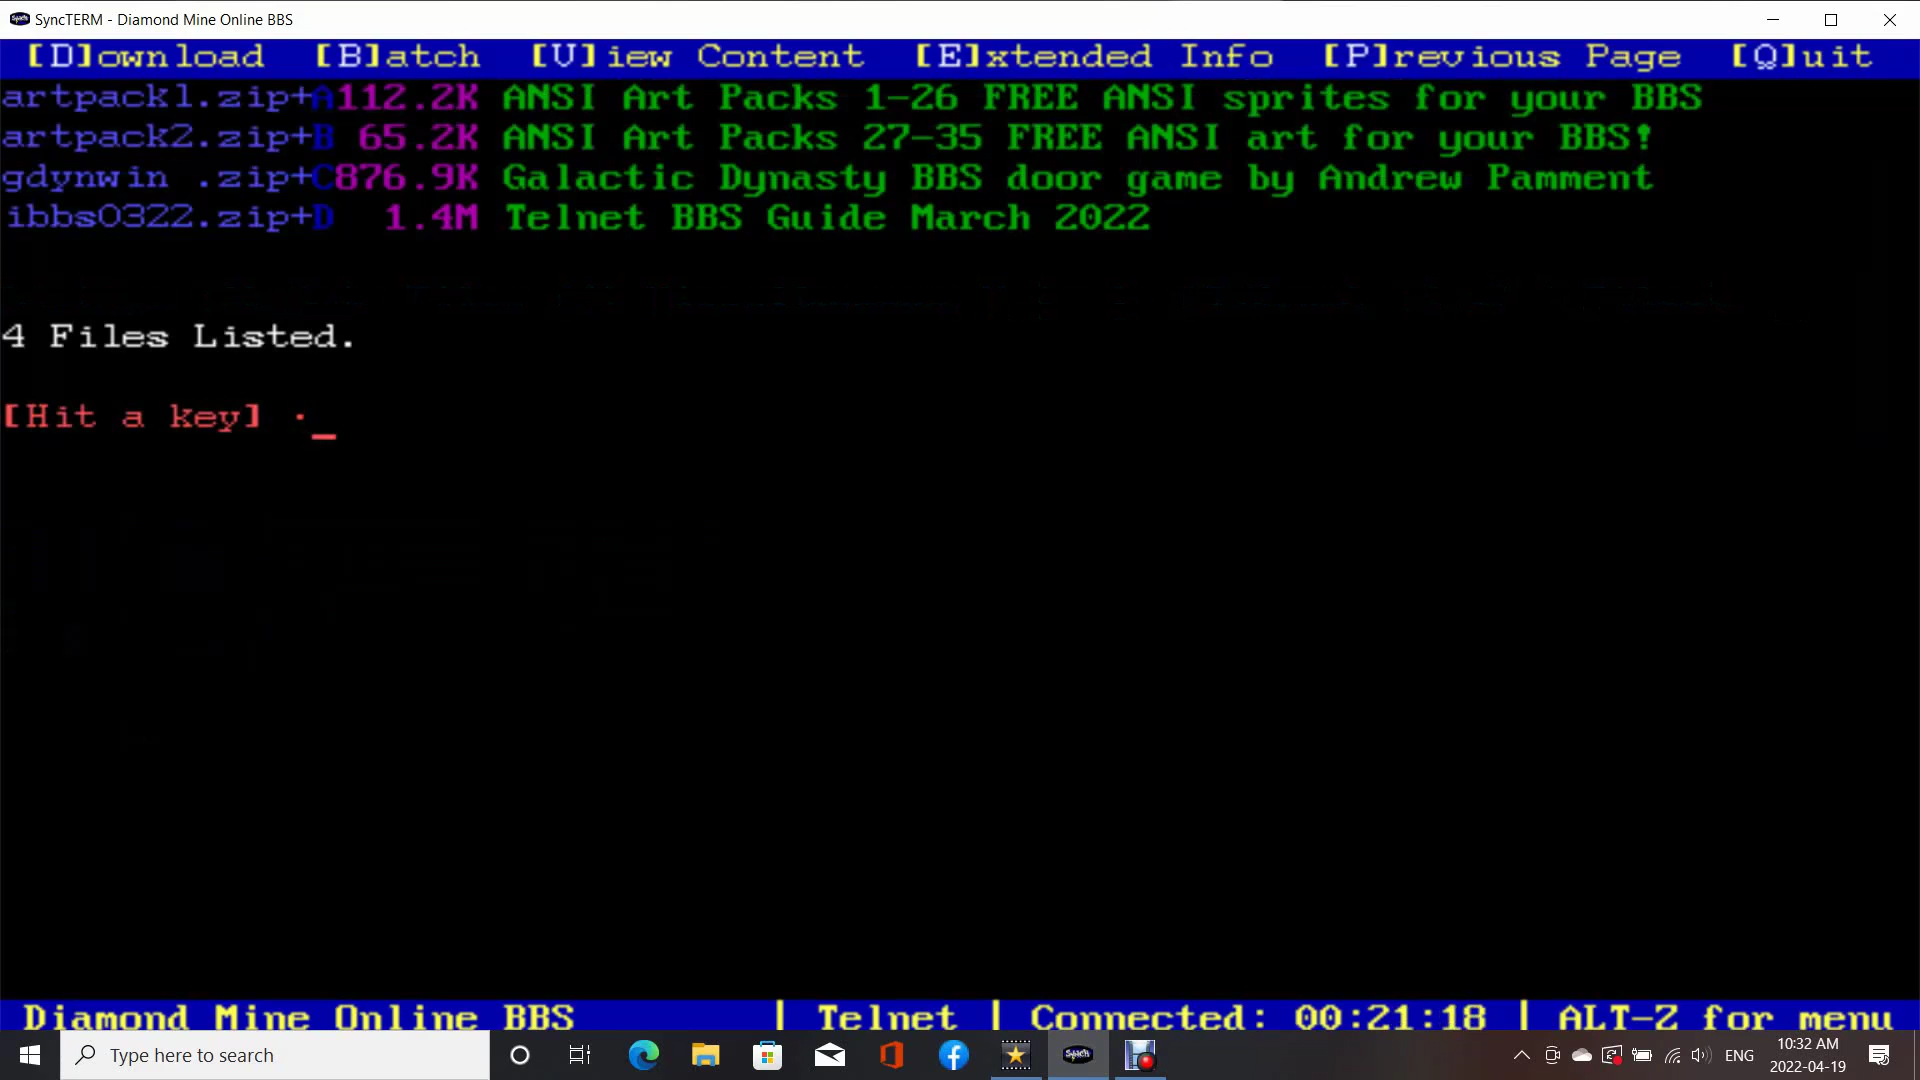 SyncTERM - Diamond Mine Online BBS
[D]ownload [B]atch [V]iew Content [E]xtended Info [P]revious Page [Q]uit
artpack1.zip+A112.2K ANSI Art Packs 1-26 FREE ANSI sprites for your BBS
artpack2.zip+B 65.2K ANSI Art Packs 27-35 FREE ANSI art for your BBS!
gdynwin .zip+C876.9K Galactic Dynasty BBS door game by Andrew Pamment
ibbs0322.zip+D 1.4M Telnet BBS Guide March 2022
4 Files Listed.
[Hit a key] ·_
Diamond Mine Online BBS | Telnet | Connected: 00:21:18 | ALT-Z for menu
Type here to search
ENG
10:32 AM
2022-04-19